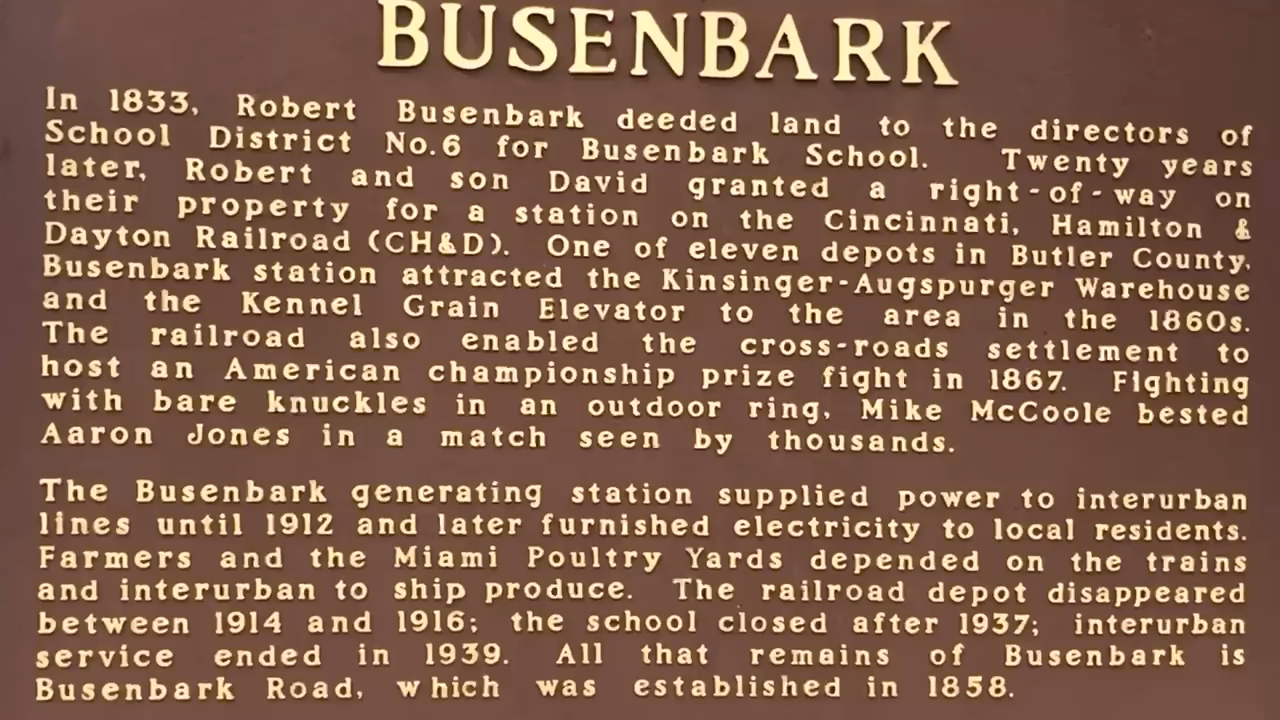 BUSENBARK
In 1833, Robert Busenbark deeded land to the directors of
School District No.6 for Busenbark School. Twenty years
later, Robert and son David granted a right-of-way on
their property for a station on the Cincinnati, Hamilton &
Dayton Railroad (CH&D). One of eleven depots in Butler County,
Busenbark station attracted the Kinsinger-Augspurger Warehouse
and the Kennel Grain Elevator to the area in the 1860s.
The railroad also enabled the cross-roads settlement to
host an American championship prize fight in 1867. Fighting
with bare knuckles in an outdoor ring, Mike McCoole bested
Aaron Jones in a match seen by thousands.
The Busenbark generating station supplied power to interurban
lines until 1912 and later furnished electricity to local residents.
Farmers and the Miami Poultry Yards depended on the trains
and interurban to ship produce. The railroad depot disappeared
between 1914 and 1916; the school closed after 1937; interurban
service ended in 1939. All that remains of Busenbark is
Busenbark Road, which was established in 1858.